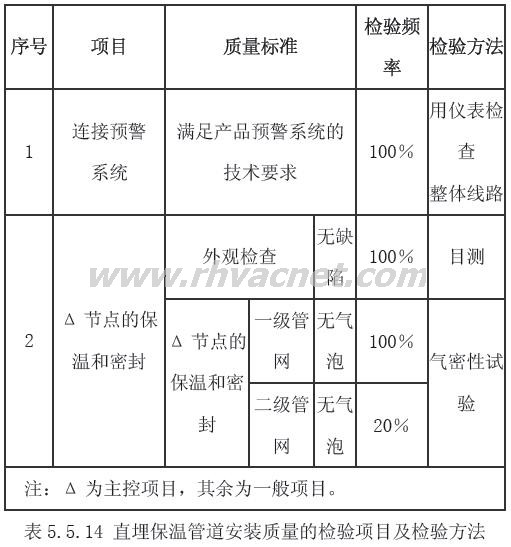 序号 项目 质量标准 检验频率 检验方法
1 连接预警系统 满足产品预警系统的技术要求 100% 用仪表检查整体线路
2 Δ 节点的保温和密封 外观检查 无缺陷 100% 目测
Δ 节点的保温和密封 一级管网 无气泡 100% 气密性试验
二级管网 无气泡 20%
注：Δ 为主控项目，其余为一般项目。
表 5.5.14 直埋保温管道安装质量的检验项目及检验方法
www.rhvacnet.com